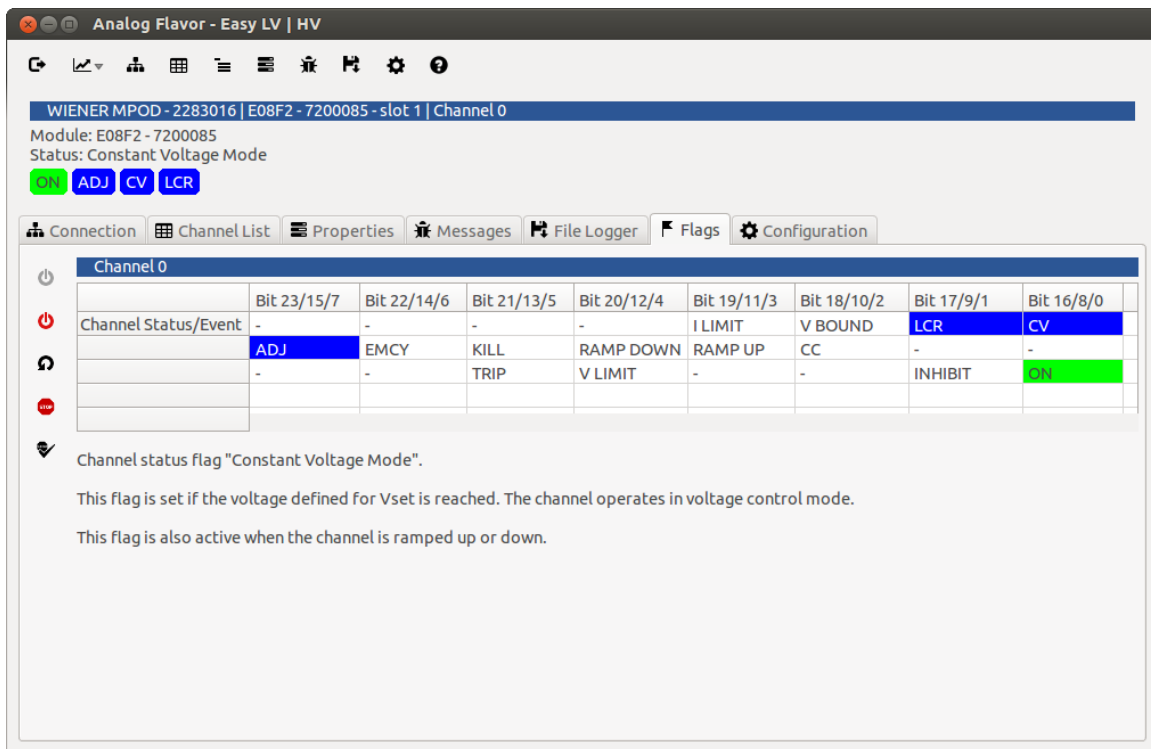 Analog Flavor - Easy LV | HV
WIENER MPOD - 2283016 | E08F2 - 7200085 - slot 1 | Channel 0
Module: E08F2 - 7200085
Status: Constant Voltage Mode
ON ADJ CV LCR
Connection Channel List Properties Messages File Logger Flags Configuration
Channel 0
Bit 23/15/7 Bit 22/14/6 Bit 21/13/5 Bit 20/12/4 Bit 19/11/3 Bit 18/10/2 Bit 17/9/1 Bit 16/8/0
Channel Status/Event - - - - I LIMIT V BOUND LCR CV
ADJ EMCY KILL RAMP DOWN RAMP UP CC - -
- - TRIP V LIMIT - - INHIBIT ON
STOP
Channel status flag "Constant Voltage Mode".
This flag is set if the voltage defined for Vset is reached. The channel operates in voltage control mode.
This flag is also active when the channel is ramped up or down.